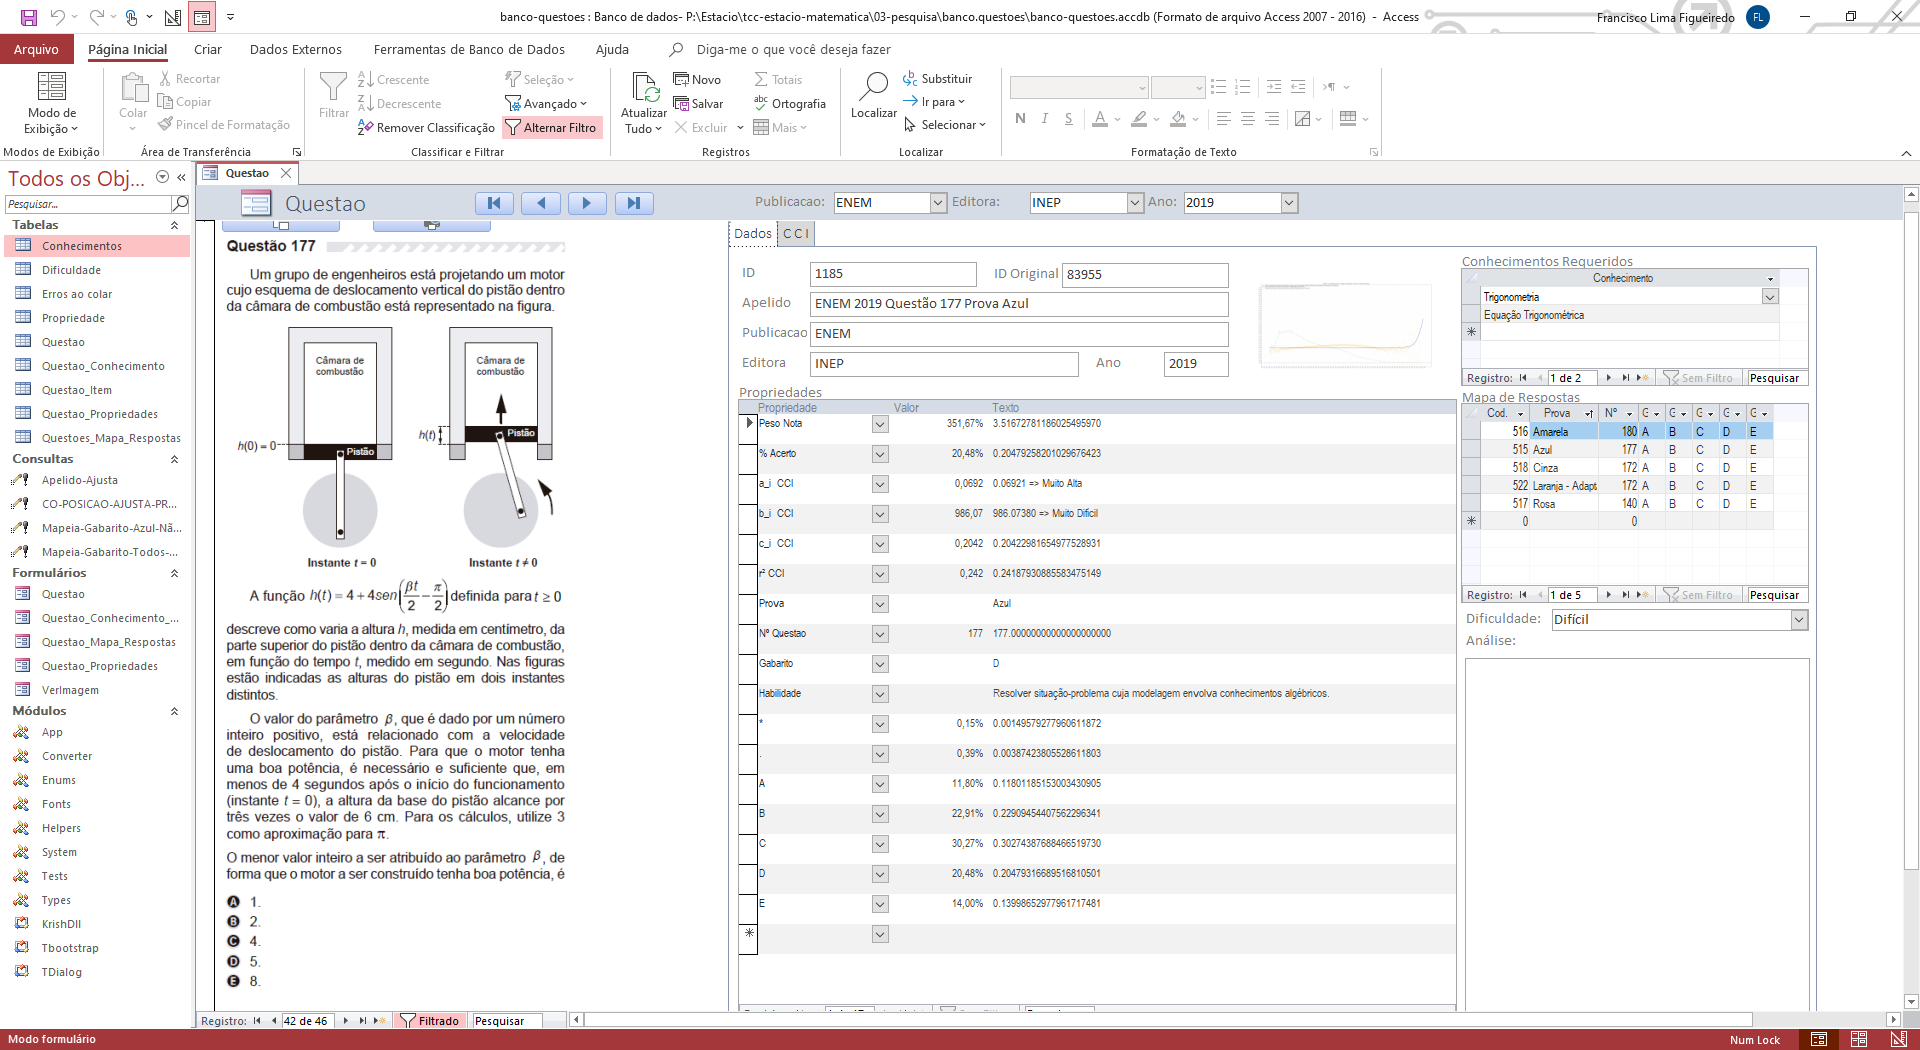 banco-questoes : Banco de dados- P:\Estacio\tcc-estacio-matematica\03-pesquisa\banco.questoes\banco-questoes.accdb (Formato de arquivo Access 2007 - 2016) - Access
Francisco Lima Figueiredo FL
Arquivo Página Inicial Criar Dados Externos Ferramentas de Banco de Dados Ajuda Diga-me o que você deseja fazer
Modo de Exibição
Modos de Exibição
Colar
Recortar
Copiar
Pincel de Formatação
Área de Transferência
Filtrar
Crescente
Decrescente
Remover Classificação
Seleção
Avançado
Alternar Filtro
Classificar e Filtrar
Atualizar Tudo
Novo
Salvar
Excluir
Totais
Ortografia
Mais
Registros
Localizar
Substituir
Ir para
Selecionar
Localizar
N I S A
Formatação de Texto
Todos os Obj...
Pesquisar...
Tabelas
Conhecimentos
Dificuldade
Erros ao colar
Propriedade
Questao
Questao_Conhecimento
Questao_Item
Questao_Propriedades
Questoes_Mapa_Respostas
Consultas
Apelido-Ajusta
CO-POSICAO-AJUSTA-PR...
Mapeia-Gabarito-Azul-Nã...
Mapeia-Gabarito-Todos-...
Formulários
Questao
Questao_Conhecimento_...
Questao_Mapa_Respostas
Questao_Propriedades
VerImagem
Módulos
App
Converter
Enums
Fonts
Helpers
System
Tests
Types
KrishDll
Tbootstrap
TDialog
Questao
Questao
Publicacao: ENEM Editora: INEP Ano: 2019
Questão 177
Um grupo de engenheiros está projetando um motor
cujo esquema de deslocamento vertical do pistão dentro
da câmara de combustão está representado na figura.
Câmara de combustão
Câmara de combustão
h(0) = 0
Pistão
h(t)
Pistão
Instante t = 0 Instante t ≠ 0
A função h(t) = 4 + 4sen(βt/2 − π/2) definida para t ≥ 0
descreve como varia a altura h, medida em centímetro, da
parte superior do pistão dentro da câmara de combustão,
em função do tempo t, medido em segundo. Nas figuras
estão indicadas as alturas do pistão em dois instantes
distintos.
O valor do parâmetro β, que é dado por um número
inteiro positivo, está relacionado com a velocidade
de deslocamento do pistão. Para que o motor tenha
uma boa potência, é necessário e suficiente que, em
menos de 4 segundos após o início do funcionamento
(instante t = 0), a altura da base do pistão alcance por
três vezes o valor de 6 cm. Para os cálculos, utilize 3
como aproximação para π.
O menor valor inteiro a ser atribuído ao parâmetro β, de
forma que o motor a ser construído tenha boa potência, é
A 1.
B 2.
C 4.
D 5.
E 8.
Dados C C I
ID 1185 ID Original 83955
Apelido ENEM 2019 Questão 177 Prova Azul
Publicacao ENEM
Editora INEP Ano 2019
Propriedades
Propriedade Valor Texto
Peso Nota 351,67% 3.51672781186025495970
% Acerto 20,48% 0.20479258201029676423
a_i CCI 0,0692 0.06921 => Muito Alta
b_i CCI 986,07 986.07380 => Muito Dificil
c_i CCI 0,2042 0.20422981654977528931
r² CCI 0,242 0.24187930885583475149
Prova Azul
Nº Questao 177 177.00000000000000000000
Gabarito D
Habilidade Resolver situação-problema cuja modelagem envolva conhecimentos algébricos.
* 0,15% 0.00149579277960611872
. 0,39% 0.00387423805528611803
A 11,80% 0.11801185153003430905
B 22,91% 0.22909454407562296341
C 30,27% 0.30274387688466519730
D 20,48% 0.20479316689516810501
E 14,00% 0.13998652977961717481
Conhecimentos Requeridos
Conhecimento
Trigonometria
Equação Trigonométrica
Registro: 1 de 2 Sem Filtro Pesquisar
Mapa de Respostas
Cod. Prova Nº G G G G G
516 Amarela 180 A B C D E
515 Azul 177 A B C D E
518 Cinza 172 A B C D E
522 Laranja - Adapt 172 A B C D E
517 Rosa 140 A B C D E
0 0
Registro: 1 de 5 Sem Filtro Pesquisar
Dificuldade: Difícil
Análise:
Registro: 42 de 46 Filtrado Pesquisar
Modo formulário
Num Lock